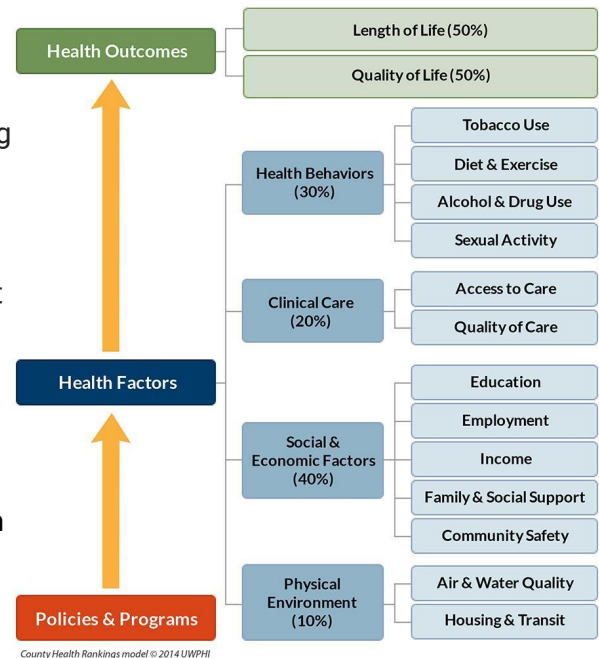 Health Outcomes
Length of Life (50%)
Quality of Life (50%)
g
t
Health Factors
Health Behaviors
(30%)
Tobacco Use
Diet & Exercise
Alcohol & Drug Use
Sexual Activity
Clinical Care
(20%)
Access to Care
Quality of Care
Social &
Economic Factors
(40%)
Education
Employment
Income
Family & Social Support
Community Safety
n
Physical
Environment
(10%)
Air & Water Quality
Housing & Transit
Policies & Programs
County Health Rankings model © 2014 UWPHI